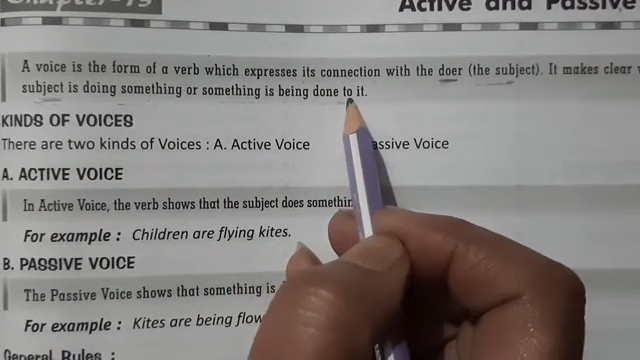 Chapter-19
Active and Passive
A voice is the form of a verb which expresses its connection with the doer (the subject). It makes clear
subject is doing something or something is being done to it.
KINDS OF VOICES
There are two kinds of Voices : A. Active Voice assive Voice
A. ACTIVE VOICE
In Active Voice, the verb shows that the subject does somethin
For example : Children are flying kites.
B. PASSIVE VOICE
The Passive Voice shows that something is
For example : Kites are being flow
General Rules :